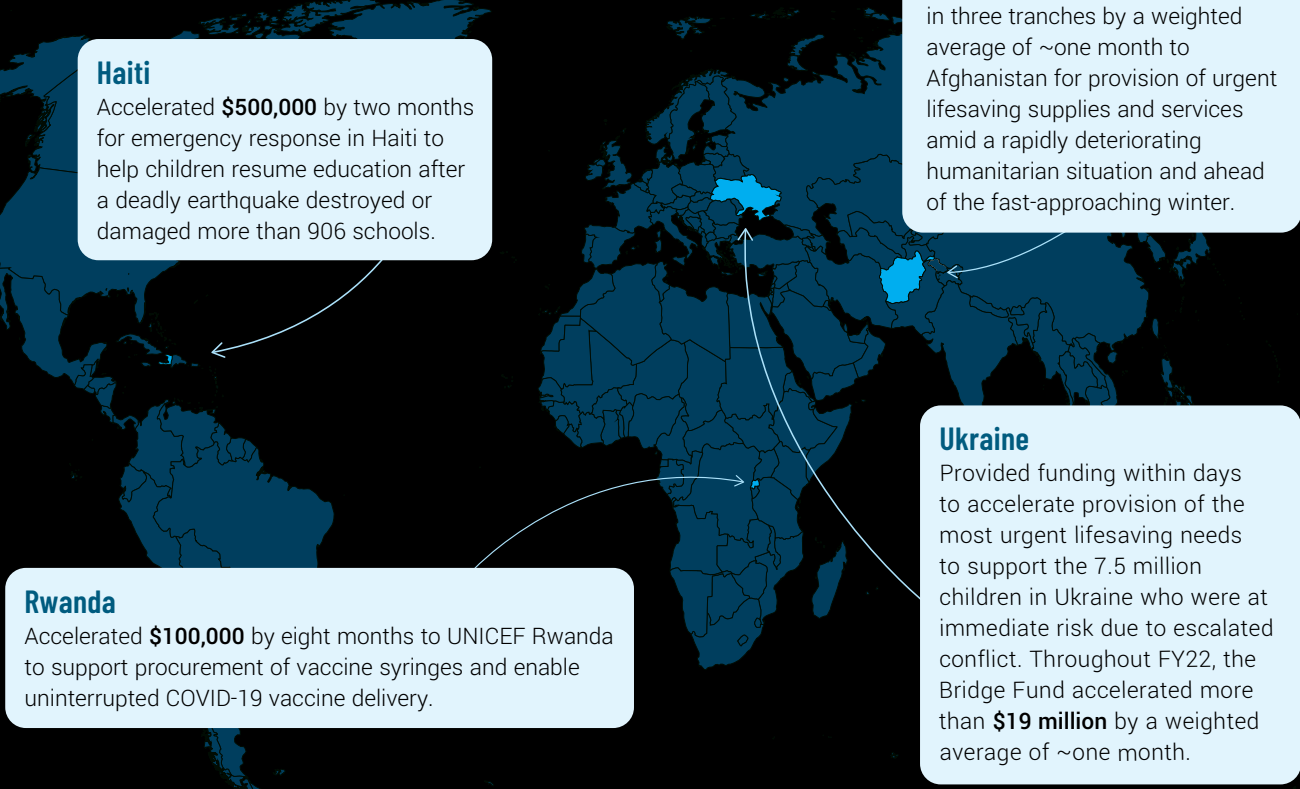 Haiti
Accelerated $500,000 by two months
for emergency response in Haiti to
help children resume education after
a deadly earthquake destroyed or
damaged more than 906 schools.
in three tranches by a weighted
average of ~one month to
Afghanistan for provision of urgent
lifesaving supplies and services
amid a rapidly deteriorating
humanitarian situation and ahead
of the fast-approaching winter.
Rwanda
Accelerated $100,000 by eight months to UNICEF Rwanda
to support procurement of vaccine syringes and enable
uninterrupted COVID-19 vaccine delivery.
Ukraine
Provided funding within days
to accelerate provision of the
most urgent lifesaving needs
to support the 7.5 million
children in Ukraine who were at
immediate risk due to escalated
conflict. Throughout FY22, the
Bridge Fund accelerated more
than $19 million by a weighted
average of ~one month.